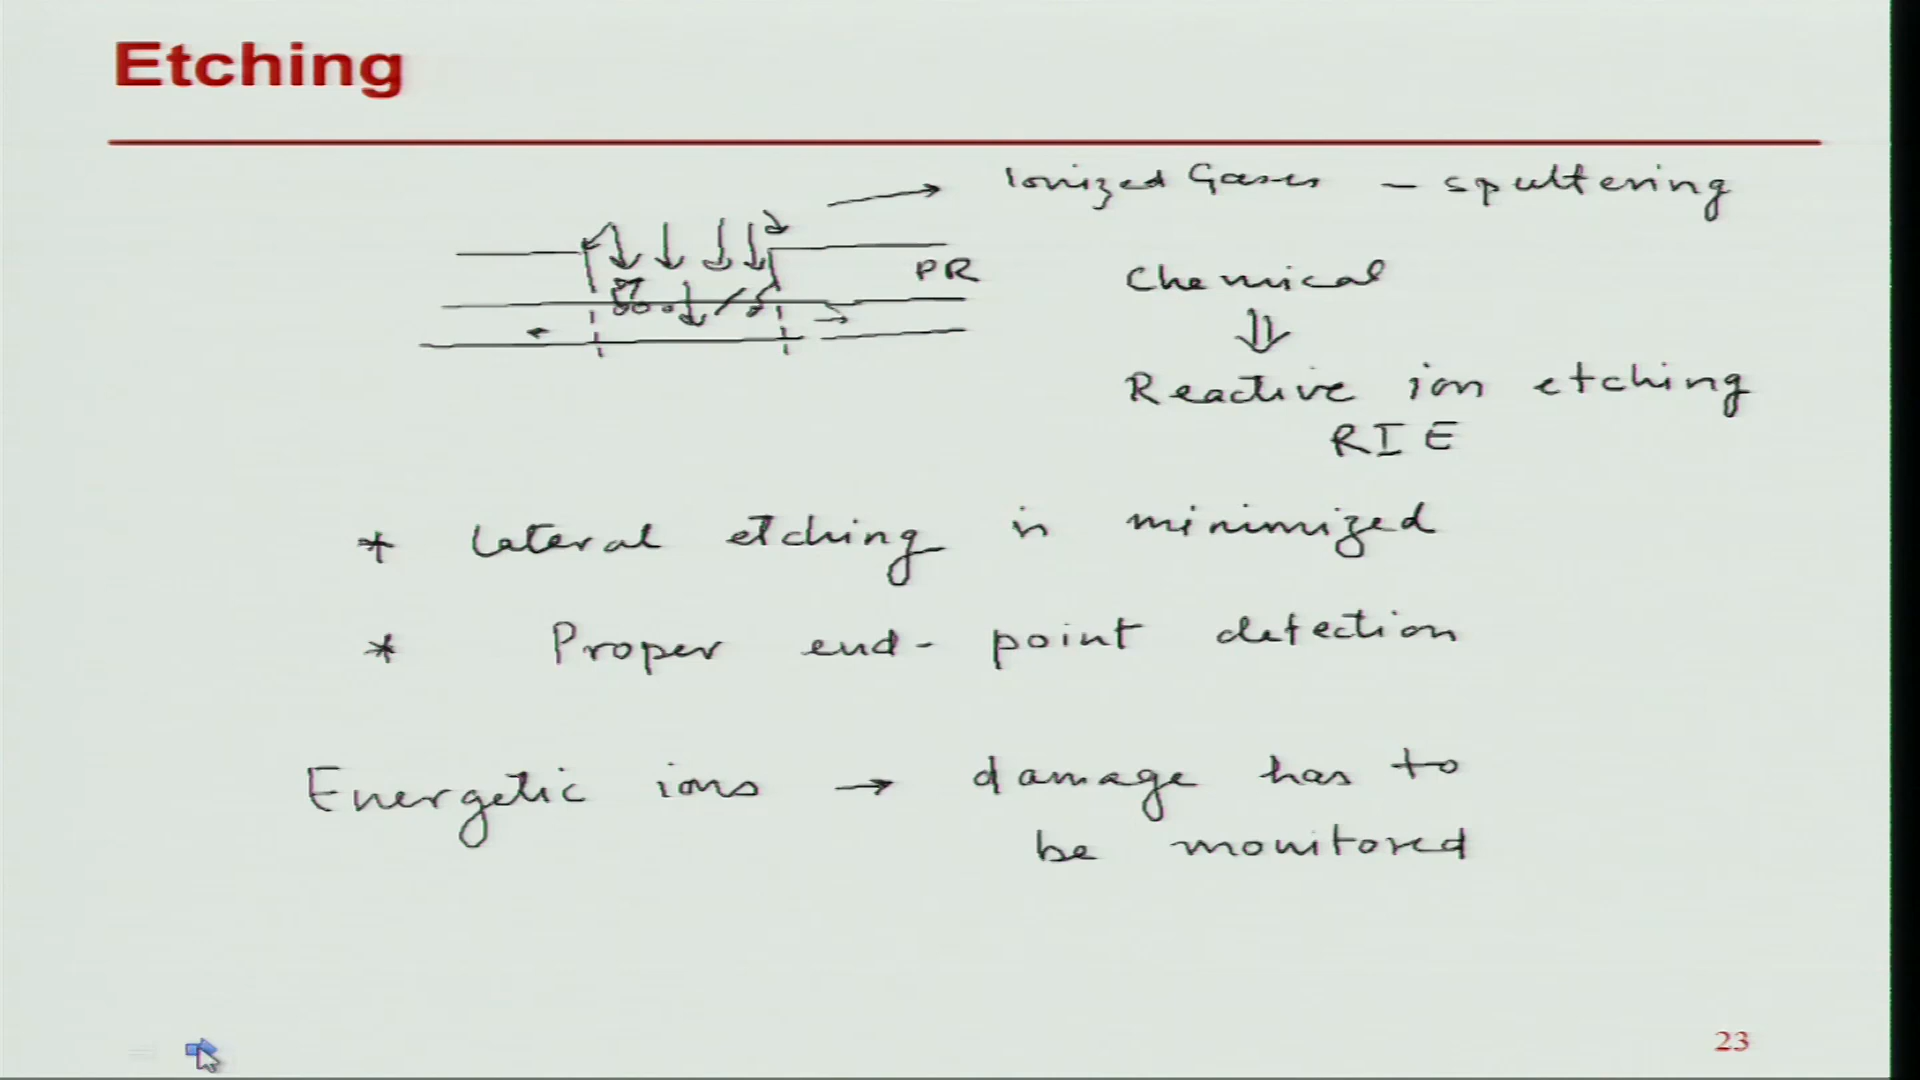 Etching
Ionized Gases - sputtering
PR
Chemical
Reactive ion etching
RIE
* Lateral etching is minimized
* Proper end-point detection
Energetic ions → damage has to
be monitored
23